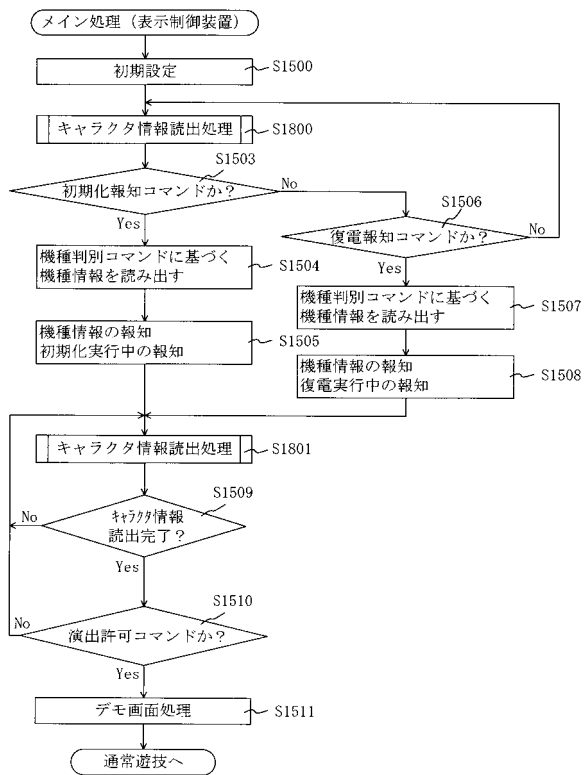 メイン処理（表示制御装置）
初期設定
S1500
キャラクタ情報読出処理
S1800
S1503
初期化報知コマンドか？
No
Yes
S1506
復電報知コマンドか？
No
Yes
機種判別コマンドに基づく
機種情報を読み出す
S1504
機種判別コマンドに基づく
機種情報を読み出す
S1507
機種情報の報知
初期化実行中の報知
S1505
機種情報の報知
復電実行中の報知
S1508
キャラクタ情報読出処理
S1801
S1509
ｷｬﾗｸﾀ情報
読出完了？
No
Yes
S1510
演出許可コマンドか？
No
Yes
デモ画面処理
S1511
通常遊技へ